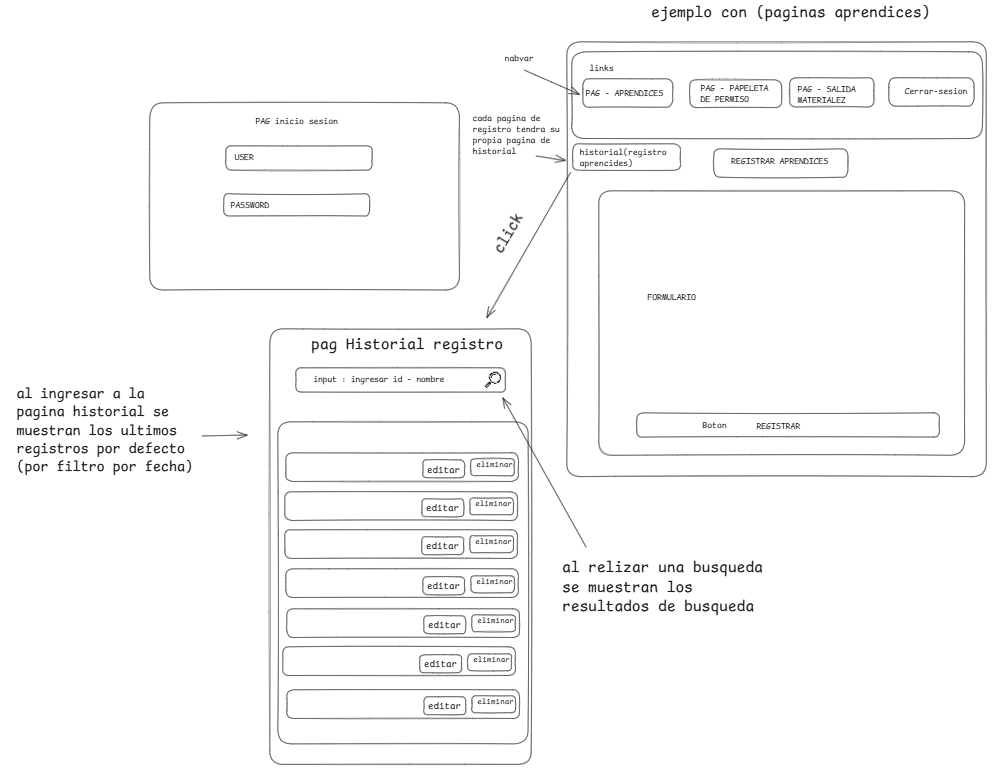 ejemplo con (paginas aprendices)
nabvar
links
PAG - APRENDICES
PAG - PAPELETA
DE PERMISO
PAG - SALIDA
MATERIALEZ
Cerrar-sesion
cada pagina de
registro tendra su
propia pagina de
historial
historial(registro
aprencides)
REGISTRAR APRENDICES
PAG inicio sesion
USER
PASSWORD
click
FORMULARIO
Boton
REGISTRAR
pag Historial registro
input : ingresar id - nombre
al ingresar a la
pagina historial se
muestran los ultimos
registros por defecto
(por filtro por fecha)
editar
eliminar
editar
eliminar
editar
eliminar
editar
eliminar
editar
eliminar
editar
eliminar
editar
eliminar
al relizar una busqueda
se muestran los
resultados de busqueda